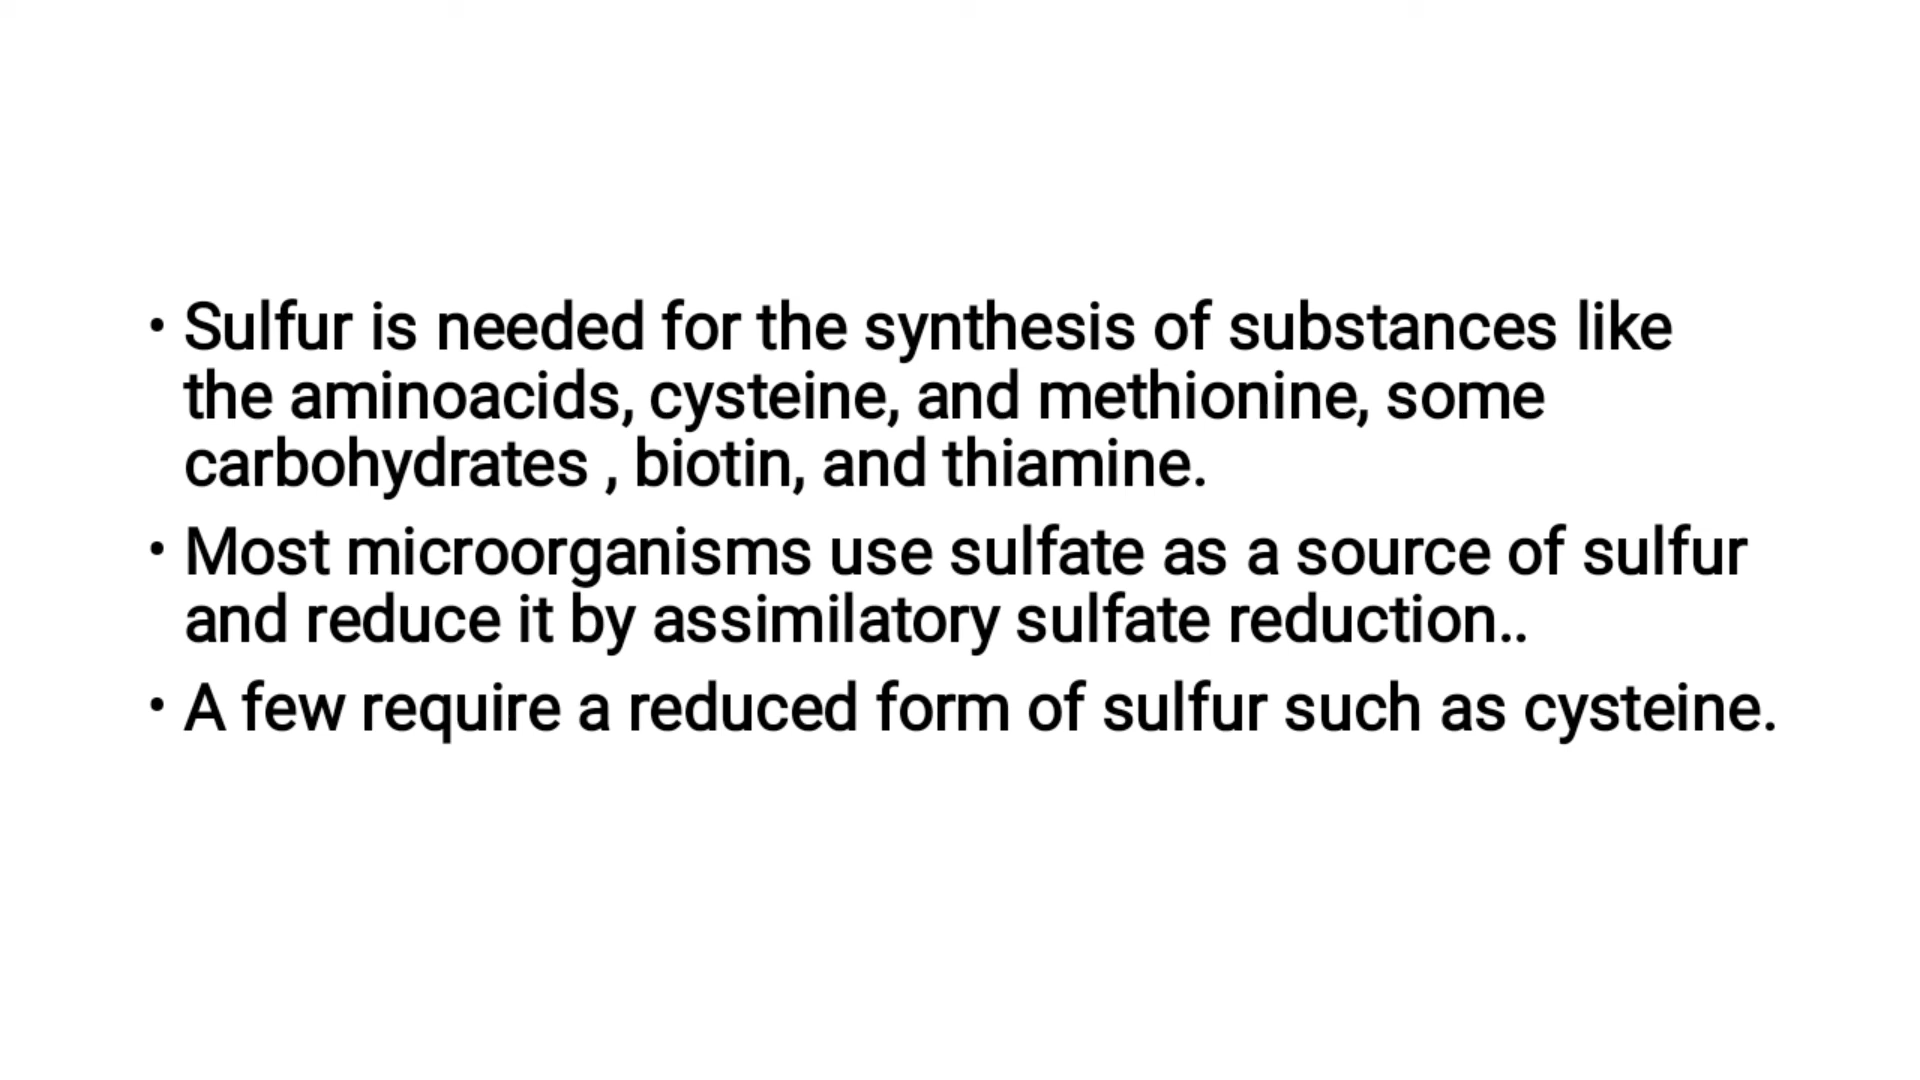 • Sulfur is needed for the synthesis of substances like
the aminoacids, cysteine, and methionine, some
carbohydrates , biotin, and thiamine.
• Most microorganisms use sulfate as a source of sulfur
and reduce it by assimilatory sulfate reduction..
• A few require a reduced form of sulfur such as cysteine.